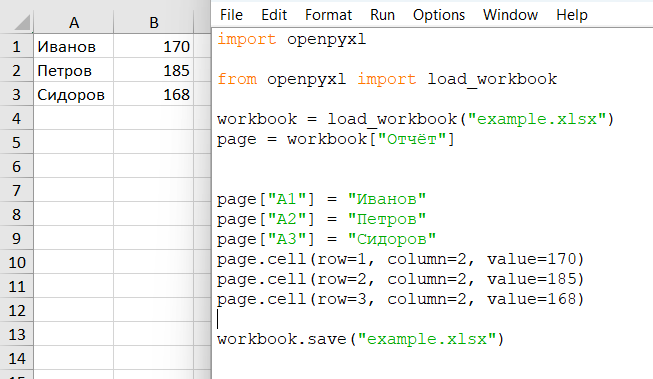 A B
1 Иванов 170
2 Петров 185
3 Сидоров 168
4
5
6
7
8
9
10
11
12
13
14
File Edit Format Run Options Window Help
import openpyxl
from openpyxl import load_workbook
workbook = load_workbook("example.xlsx")
page = workbook["Отчёт"]
page["A1"] = "Иванов"
page["A2"] = "Петров"
page["A3"] = "Сидоров"
page.cell(row=1, column=2, value=170)
page.cell(row=2, column=2, value=185)
page.cell(row=3, column=2, value=168)
workbook.save("example.xlsx")